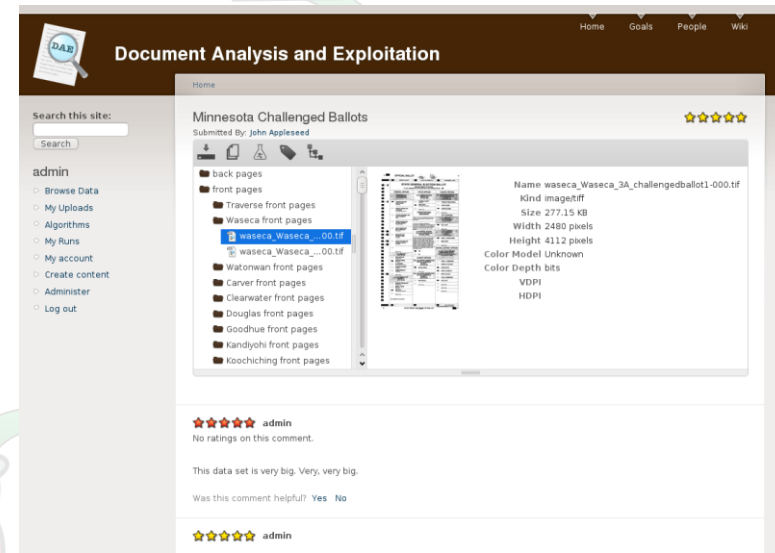 Home Goals People Wiki
DAE
Document Analysis and Exploitation
Home
Search this site:
Search
admin
Browse Data
My Uploads
Algorithms
My Runs
My account
Create content
Administer
Log out
Minnesota Challenged Ballots
Submitted By: John Appleseed
back pages
front pages
Traverse front pages
Waseca front pages
waseca_Waseca_...00.tif
waseca_Waseca_...00.tif
Watonwan front pages
Carver front pages
Clearwater front pages
Douglas front pages
Goodhue front pages
Kandiyohi front pages
Koochiching front pages
Name waseca_Waseca_3A_challengedballot1-000.tif
Kind image/tiff
Size 277.15 KB
Width 2480 pixels
Height 4112 pixels
Color Model Unknown
Color Depth bits
VDPI
HDPI
admin
No ratings on this comment.
This data set is very big. Very, very big.
Was this comment helpful? Yes No
admin